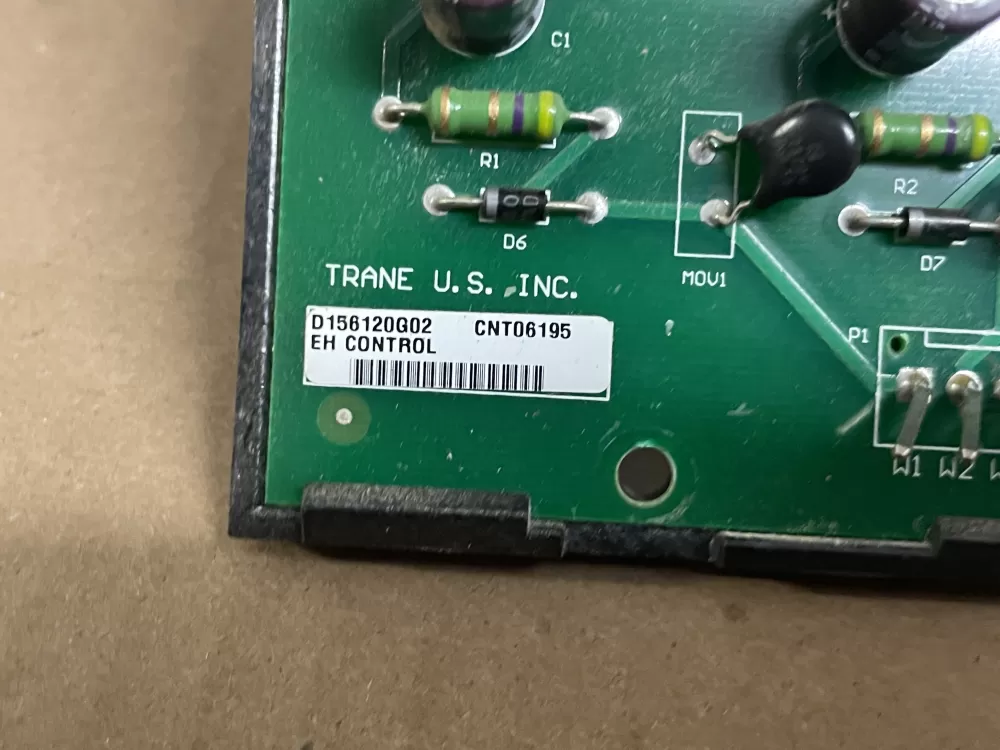 C1
R1
R2
D6
D7
MOV1
TRANE U.S. INC.
D156120G02 CNT06195
EH CONTROL
P1
W1 W2